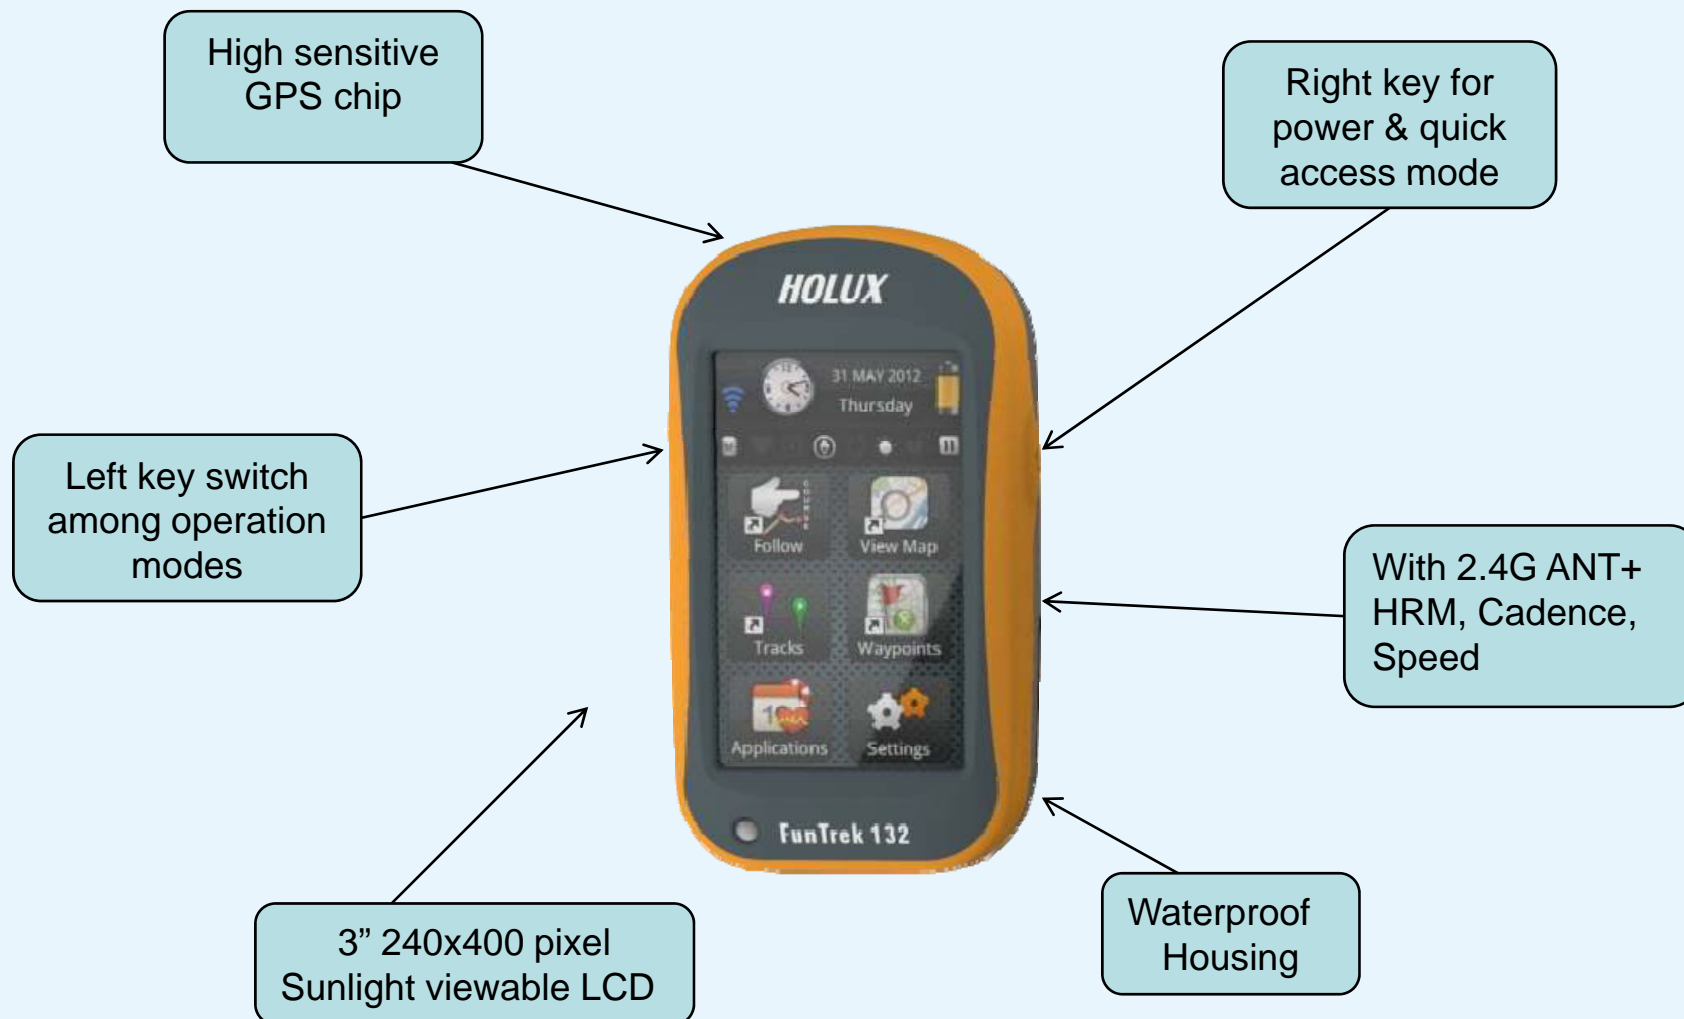 High sensitive
GPS chip
Right key for
power & quick
access mode
HOLUX
31 MAY 2012
Thursday
Left key switch
among operation
modes
Follow
View Map
With 2.4G ANT+
HRM, Cadence,
Speed
Tracks
Waypoints
Applications
Settings
FunTrek 132
Waterproof
Housing
3” 240x400 pixel
Sunlight viewable LCD